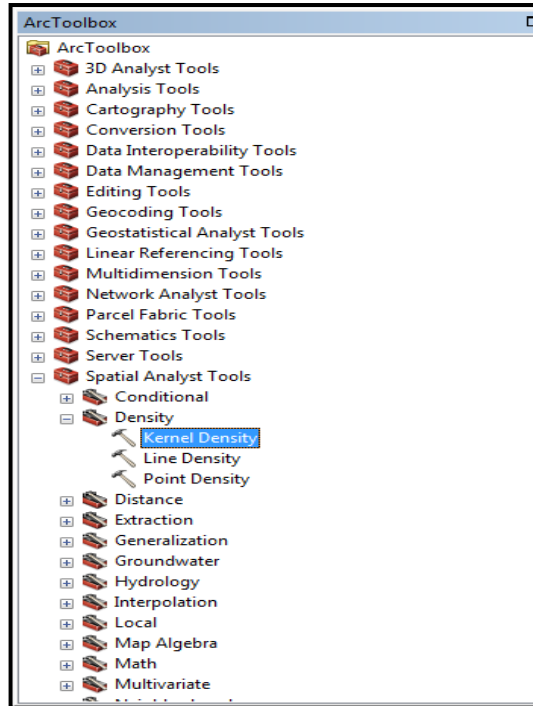 ArcToolbox
ArcToolbox
3D Analyst Tools
Analysis Tools
Cartography Tools
Conversion Tools
Data Interoperability Tools
Data Management Tools
Editing Tools
Geocoding Tools
Geostatistical Analyst Tools
Linear Referencing Tools
Multidimension Tools
Network Analyst Tools
Parcel Fabric Tools
Schematics Tools
Server Tools
Spatial Analyst Tools
Conditional
Density
Kernel Density
Line Density
Point Density
Distance
Extraction
Generalization
Groundwater
Hydrology
Interpolation
Local
Map Algebra
Math
Multivariate